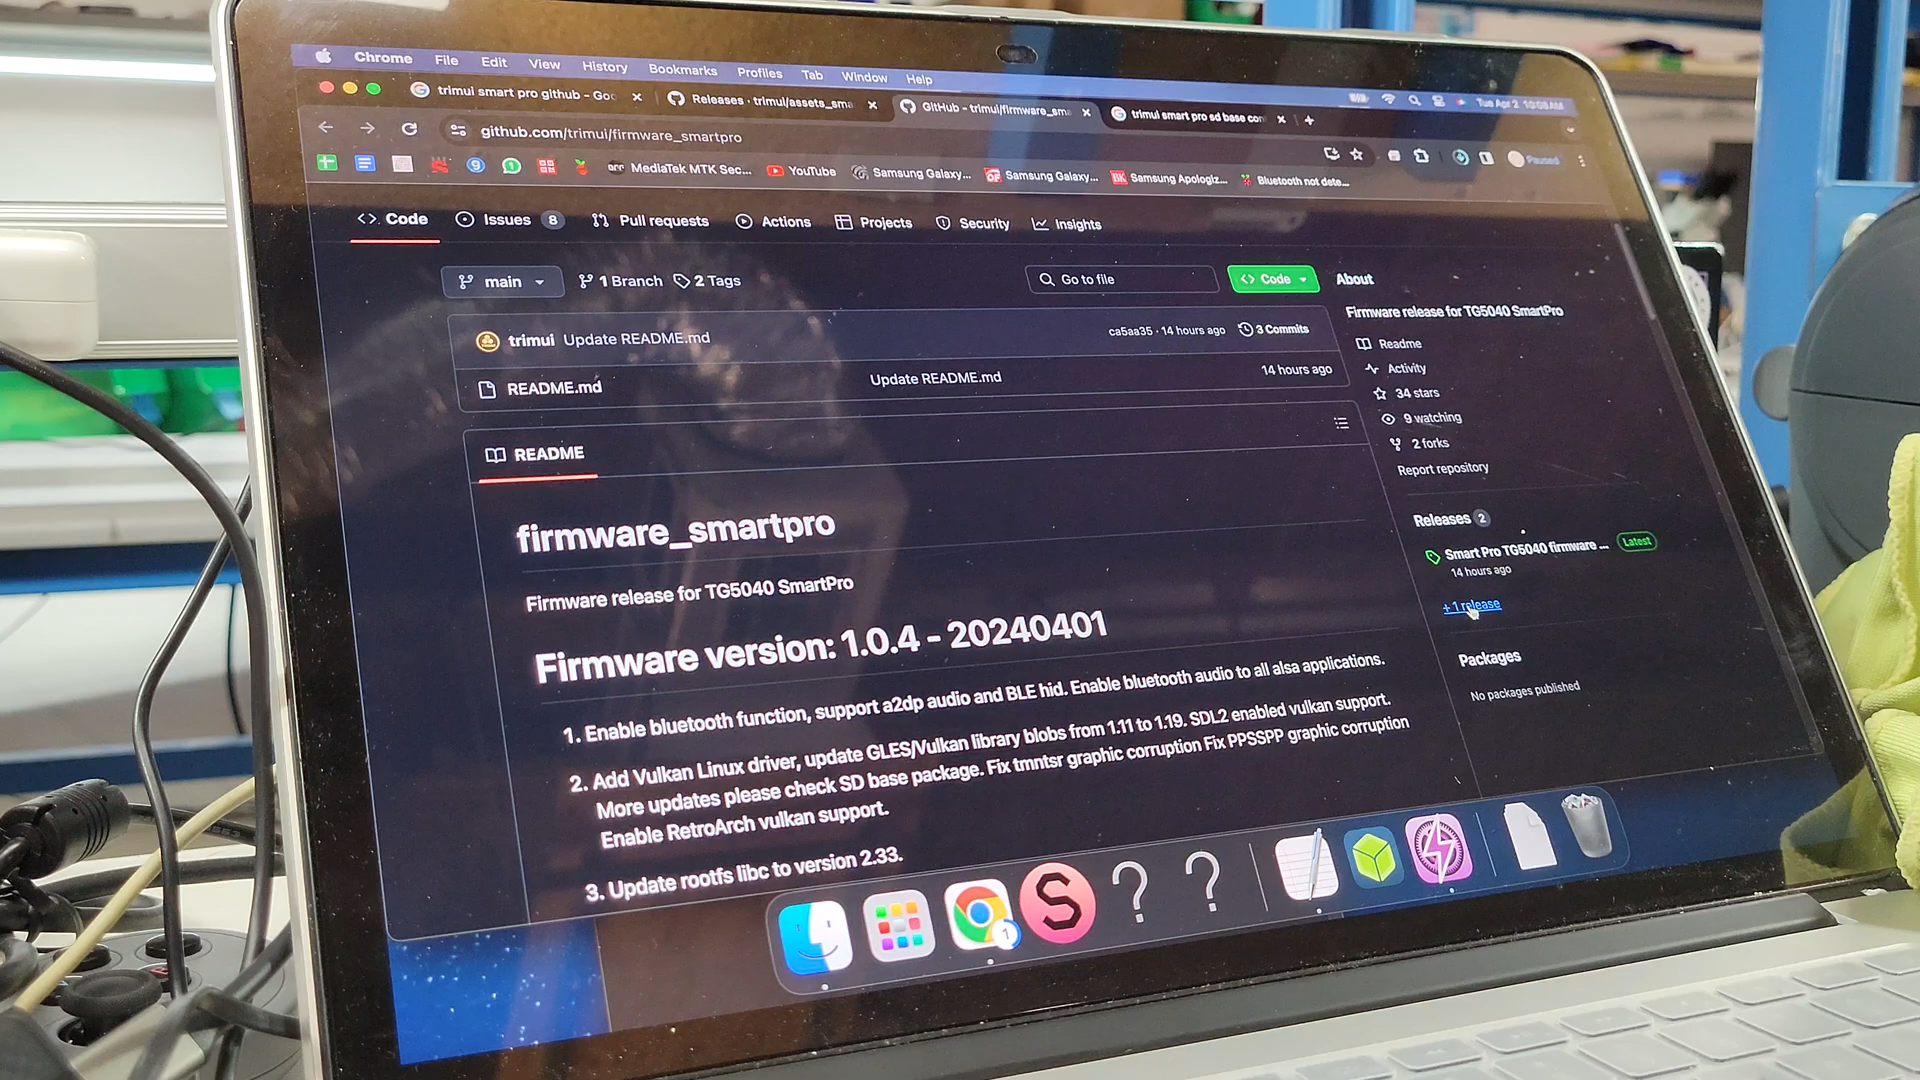 Chrome File Edit View History Bookmarks Profiles Tab Window Help
Tue Apr 2 10:08 AM
trimui smart pro github - Goo
Releases · trimui/assets_sma
GitHub - trimui/firmware_sma
trimui smart pro sd base con
github.com/trimui/firmware_smartpro
Paused
MediaTek MTK Sec... YouTube Samsung Galaxy... Samsung Galaxy... Samsung Apologiz... Bluetooth not dete...
Code Issues 8 Pull requests Actions Projects Security Insights
main 1 Branch 2 Tags Go to file Code
trimui Update README.md ca5aa35 · 14 hours ago 3 Commits
README.md Update README.md 14 hours ago
README
firmware_smartpro
Firmware release for TG5040 SmartPro
Firmware version: 1.0.4 - 20240401
1. Enable bluetooth function, support a2dp audio and BLE hid. Enable bluetooth audio to all alsa applications.
2. Add Vulkan Linux driver, update GLES/Vulkan library blobs from 1.11 to 1.19. SDL2 enabled vulkan support.
More updates please check SD base package. Fix tmntsr graphic corruption Fix PPSSPP graphic corruption
Enable RetroArch vulkan support.
3. Update rootfs libc to version 2.33.
About
Firmware release for TG5040 SmartPro
Readme
Activity
34 stars
9 watching
2 forks
Report repository
Releases 2
Smart Pro TG5040 firmware ... Latest
14 hours ago
+ 1 release
Packages
No packages published
S ? ?
1